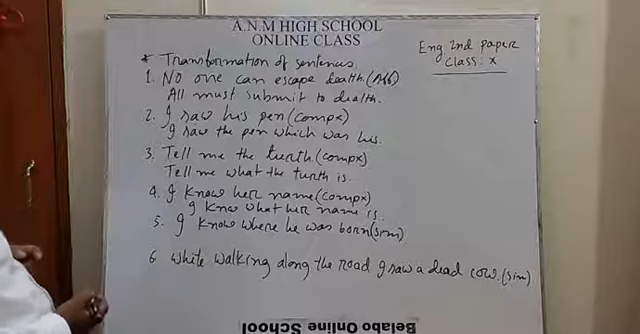 A.N.M HIGH SCHOOL
ONLINE CLASS
Eng 2nd paper
Class: x
* Transformation of sentences
1. No one can escape death. (Aff)
All must submit to death.
2. I saw his pen (compx)
I saw the pen which was his.
3. Tell me the turth. (compx)
Tell me what the turth is.
4. I know her name (compx)
I know what her name is.
5. I know where he was born (sim)
6 while walking along the road I saw a dead cow. (sim)
Belabo Online School